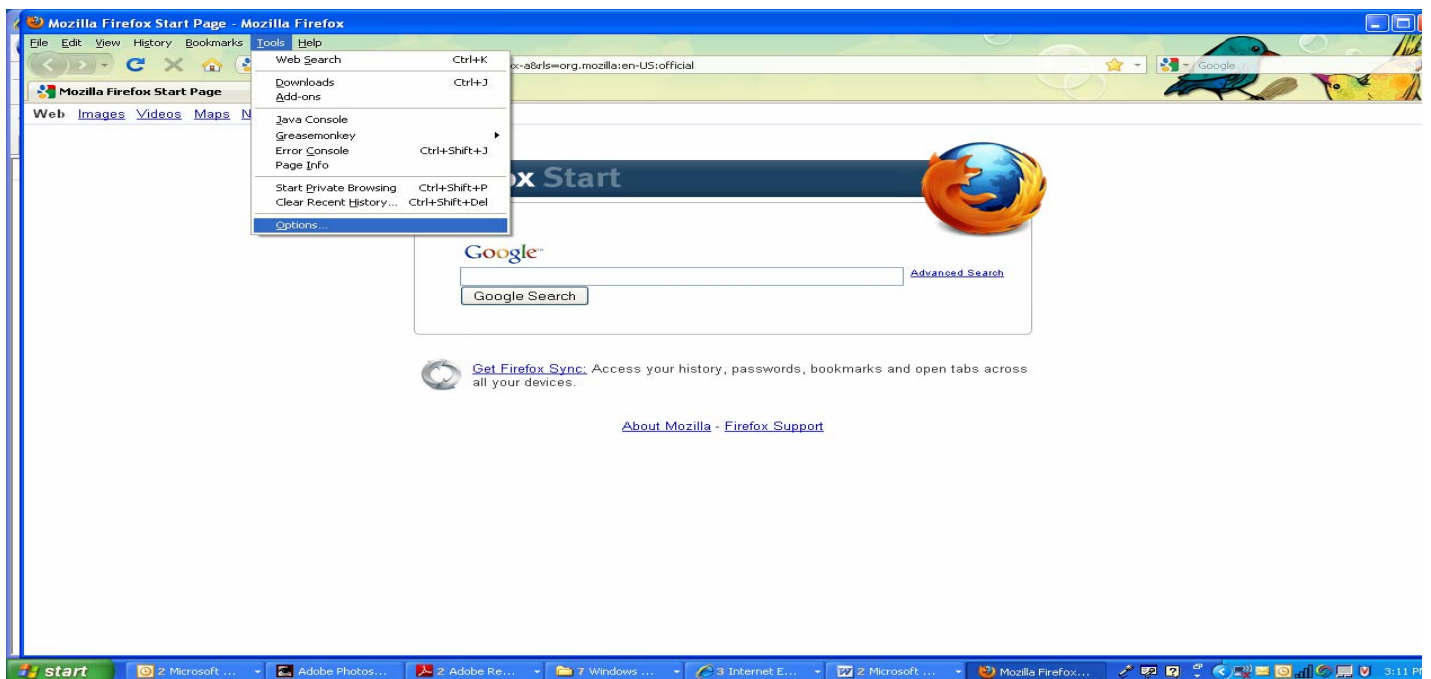 Mozilla Firefox Start Page - Mozilla Firefox
File Edit View History Bookmarks Tools Help
Web Search Ctrl+K
x-a&rls=org.mozilla:en-US:official
Google
Mozilla Firefox Start Page
Downloads Ctrl+J
Add-ons
Web Images Videos Maps N
Java Console
Greasemonkey
Error Console Ctrl+Shift+J
Page Info
Start Private Browsing Ctrl+Shift+P
Clear Recent History... Ctrl+Shift+Del
Options...
ox Start
Google™
Advanced Search
Google Search
Get Firefox Sync: Access your history, passwords, bookmarks and open tabs across
all your devices.
About Mozilla - Firefox Support
start 2 Microsoft ... Adobe Photos... 2 Adobe Re... 7 Windows ... 3 Internet E... 2 Microsoft ... Mozilla Firefox... 3:11 P